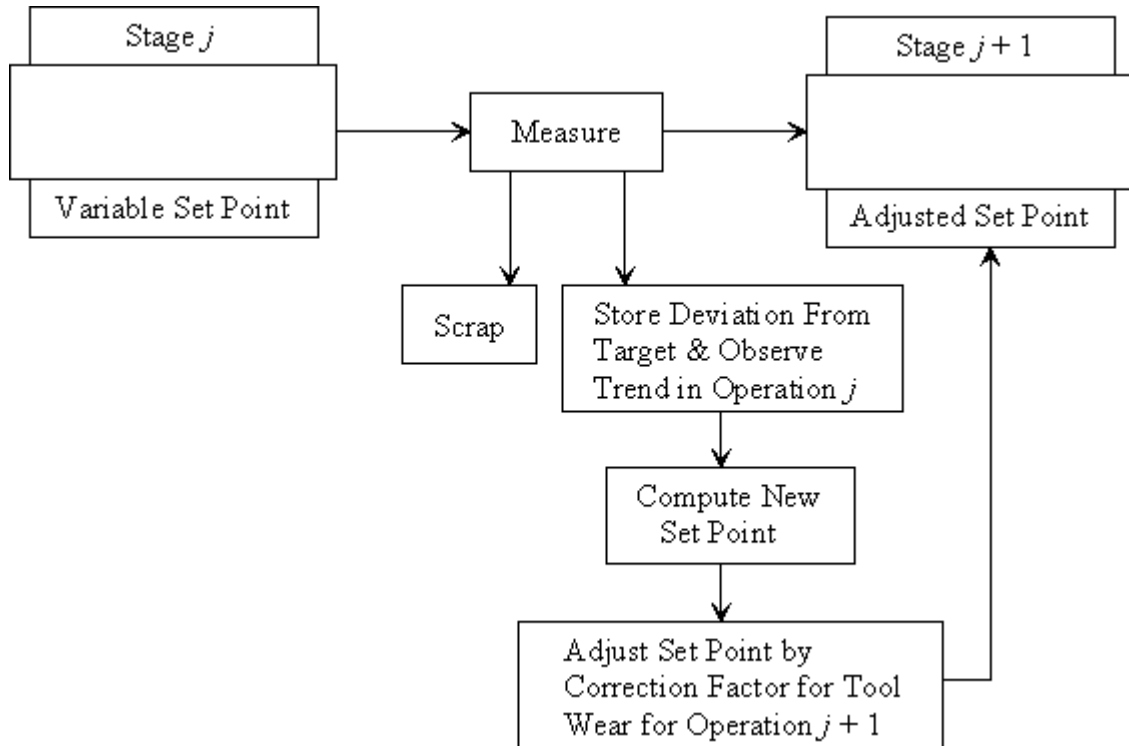 Stage j
Variable Set Point
Measure
Stage j + 1
Adjusted Set Point
Scrap
Store Deviation From
Target & Observe
Trend in Operation j
Compute New
Set Point
Adjust Set Point by
Correction Factor for Tool
Wear for Operation j + 1